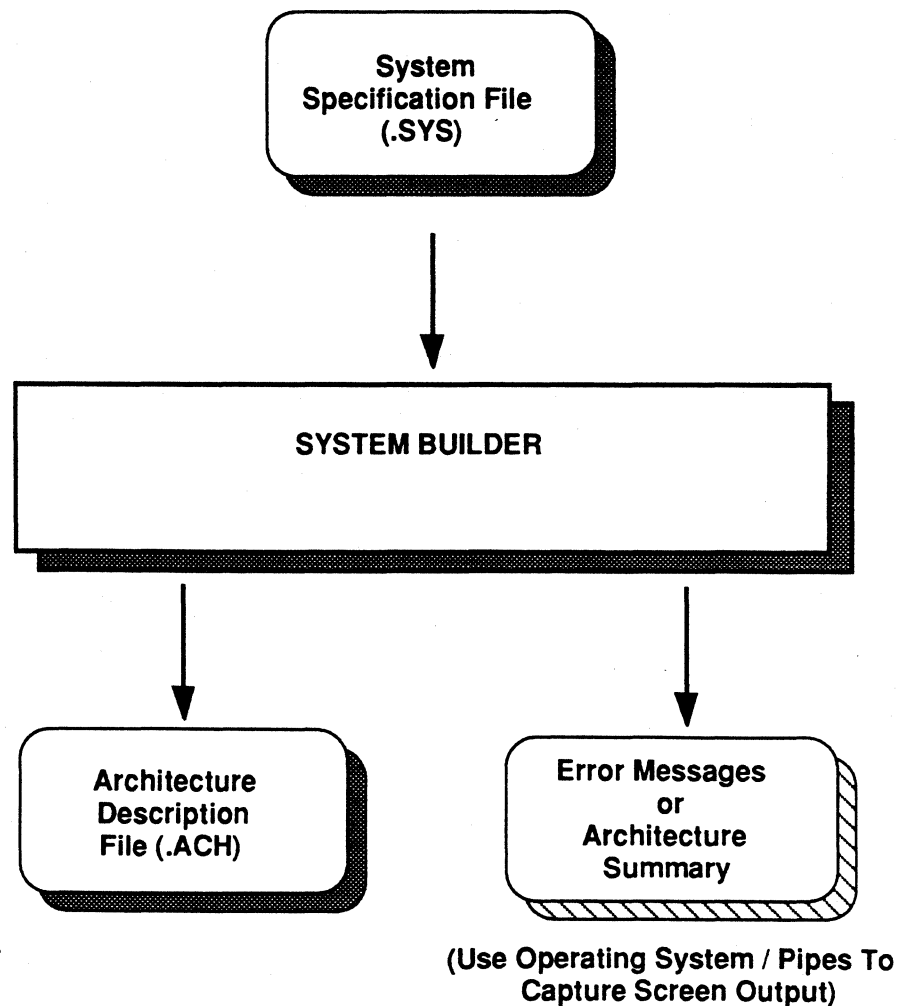 System
Specification File
(.SYS)
SYSTEM BUILDER
Architecture
Description
File (.ACH)
Error Messages
or
Architecture
Summary
(Use Operating System / Pipes To
Capture Screen Output)